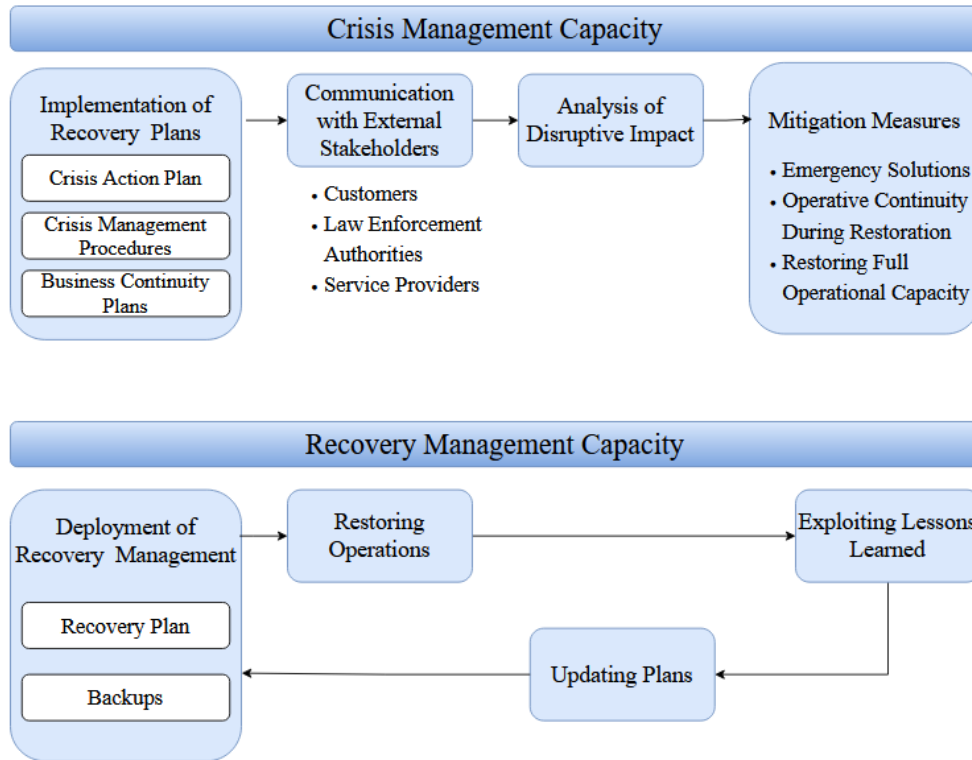 Crisis Management Capacity
Implementation of
Recovery Plans
Crisis Action Plan
Crisis Management
Procedures
Business Continuity
Plans
Communication
with External
Stakeholders
• Customers
• Law Enforcement
Authorities
• Service Providers
Analysis of
Disruptive Impact
Mitigation Measures
• Emergency Solutions
• Operative Continuity
During Restoration
• Restoring Full
Operational Capacity
Recovery Management Capacity
Deployment of
Recovery Management
Recovery Plan
Backups
Restoring
Operations
Exploiting Lessons
Learned
Updating Plans